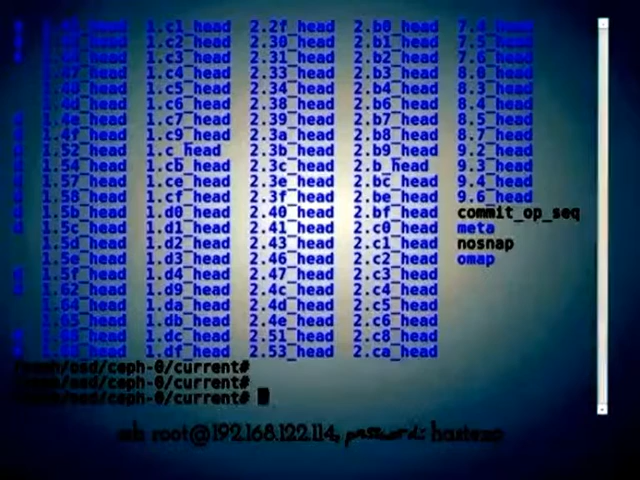 1.c1_head 2.2f_head 2.b0_head 7.4_head
1.c2_head 2.30_head 2.b1_head 7.5_head
1.c3_head 2.31_head 2.b2_head 7.6_head
1.c4_head 2.33_head 2.b3_head 8.0_head
1.c5_head 2.34_head 2.b4_head 8.3_head
1.c6_head 2.38_head 2.b6_head 8.4_head
1.c7_head 2.39_head 2.b7_head 8.5_head
1.4f_head 1.c9_head 2.3a_head 2.b8_head 8.7_head
1.52_head 1.c_head 2.3b_head 2.b9_head 9.2_head
1.54_head 1.cb_head 2.3c_head 2.b_head 9.3_head
1.57_head 1.ce_head 2.3e_head 2.bc_head 9.4_head
1.58_head 1.cf_head 2.3f_head 2.be_head 9.6_head
1.5b_head 1.d0_head 2.40_head 2.bf_head commit_op_seq
1.5c_head 1.d1_head 2.41_head 2.c0_head meta
1.5d_head 1.d2_head 2.43_head 2.c1_head nosnap
1.5e_head 1.d3_head 2.46_head 2.c2_head omap
1.5f_head 1.d4_head 2.47_head 2.c3_head
1.62_head 1.d9_head 2.4c_head 2.c4_head
1.64_head 1.da_head 2.4d_head 2.c5_head
1.65_head 1.db_head 2.4e_head 2.c6_head
1.dc_head 2.51_head 2.c8_head
1.df_head 2.53_head 2.ca_head
/osd/ceph-0/current#
/osd/ceph-0/current#
/osd/ceph-0/current#
ssh root@192.168.122.114, password: hastexo